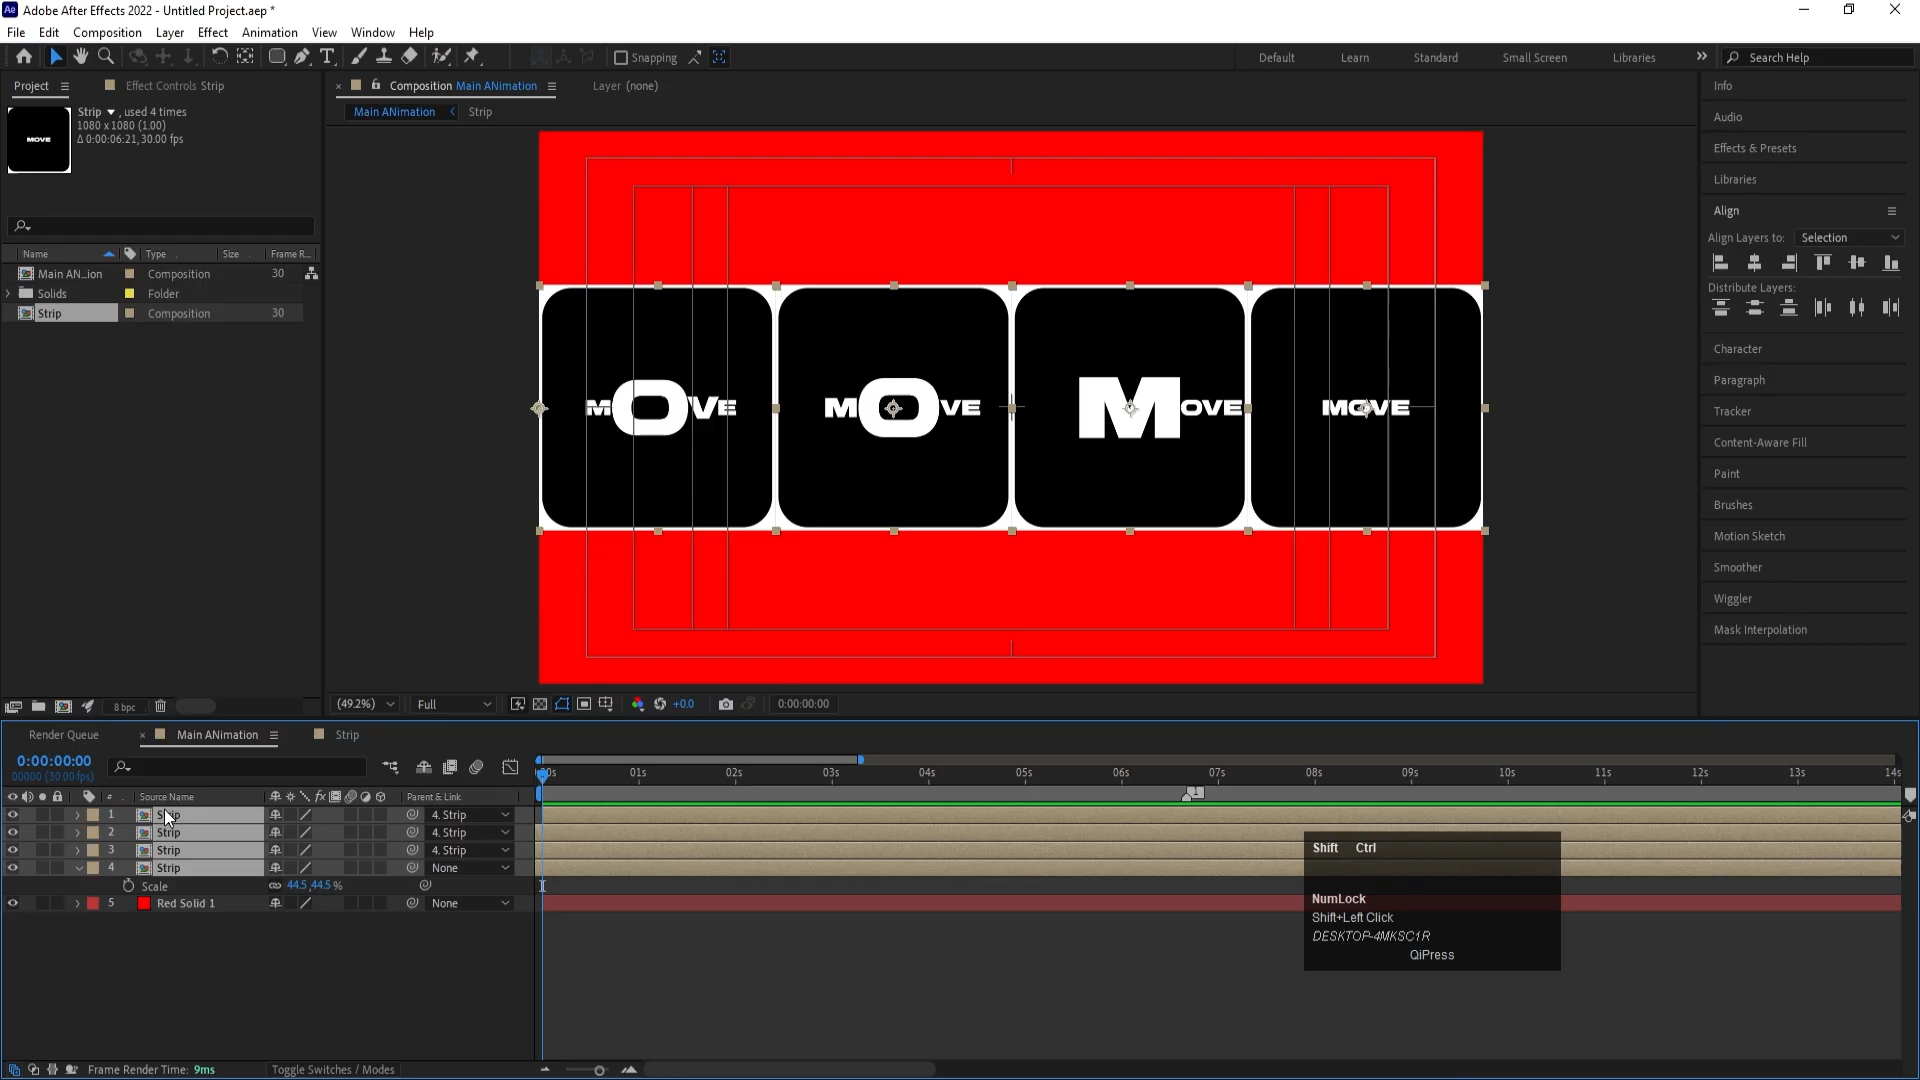 Ae Adobe After Effects 2022 - Untitled Project.aep *
File Edit Composition Layer Effect Animation View Window Help
Snapping Default Learn Standard Small Screen Libraries Search Help
Project Effect Controls Strip
Composition Main ANimation Layer (none)
Main ANimation Strip
MOVE
Strip , used 4 times
1080 x 1080 (1.00)
Δ 0:00:06:21, 30.00 fps
Name Type Size Frame R...
Main AN...ion Composition 30
Solids Folder
Strip Composition 30
8 bpc
MOVE MOVE MOVE MOVE
(49.2%) Full +0.0 0:00:00:00
Info
Audio
Effects & Presets
Libraries
Align
Align Layers to: Selection
Distribute Layers:
Character
Paragraph
Tracker
Content-Aware Fill
Paint
Brushes
Motion Sketch
Smoother
Wiggler
Mask Interpolation
Render Queue Main ANimation Strip
0:00:00:00
00000 (30.00 fps)
01s 02s 03s 04s 05s 06s 07s 08s 09s 10s 11s 12s 13s 14s
# Source Name fx Parent & Link 1
1 Strip 4. Strip
2 Strip 4. Strip
3 Strip 4. Strip
4 Strip None
Scale 44.5,44.5 %
5 Red Solid 1 None
Shift Ctrl
NumLock
Shift+Left Click
DESKTOP-4MKSC1R
QiPress
Frame Render Time: 9ms Toggle Switches / Modes